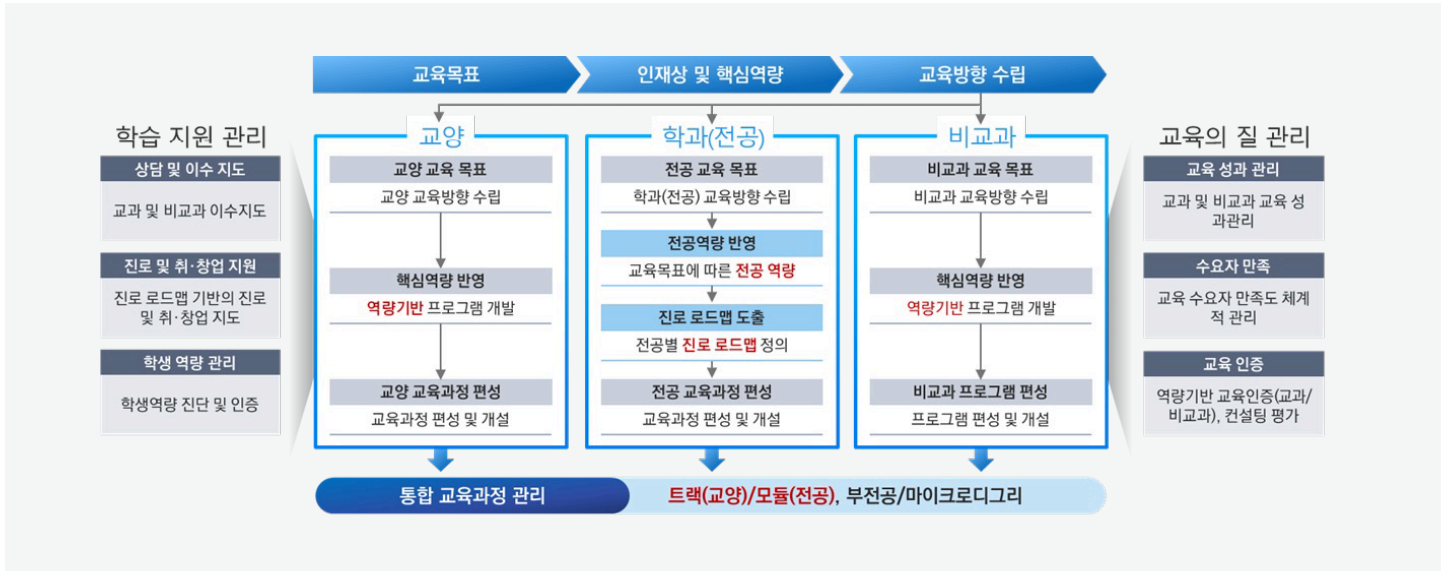 교육목표
인재상 및 핵심역량
교육방향 수립
학습 지원 관리
상담 및 이수 지도
교과 및 비교과 이수지도
진로 및 취·창업 지원
진로 로드맵 기반의 진로
및 취·창업 지도
학생 역량 관리
학생역량 진단 및 인증
교양
교양 교육 목표
교양 교육방향 수립
핵심역량 반영
역량기반 프로그램 개발
교양 교육과정 편성
교육과정 편성 및 개설
학과(전공)
전공 교육 목표
학과(전공) 교육방향 수립
전공역량 반영
교육목표에 따른 전공 역량
진로 로드맵 도출
전공별 진로 로드맵 정의
전공 교육과정 편성
교육과정 편성 및 개설
비교과
비교과 교육 목표
비교과 교육방향 수립
핵심역량 반영
역량기반 프로그램 개발
비교과 프로그램 편성
프로그램 편성 및 개설
교육의 질 관리
교육 성과 관리
교과 및 비교과 교육 성
과관리
수요자 만족
교육 수요자 만족도 체계
적 관리
교육 인증
역량기반 교육인증(교과/
비교과), 컨설팅 평가
통합 교육과정 관리
트랙(교양)/모듈(전공), 부전공/마이크로디그리